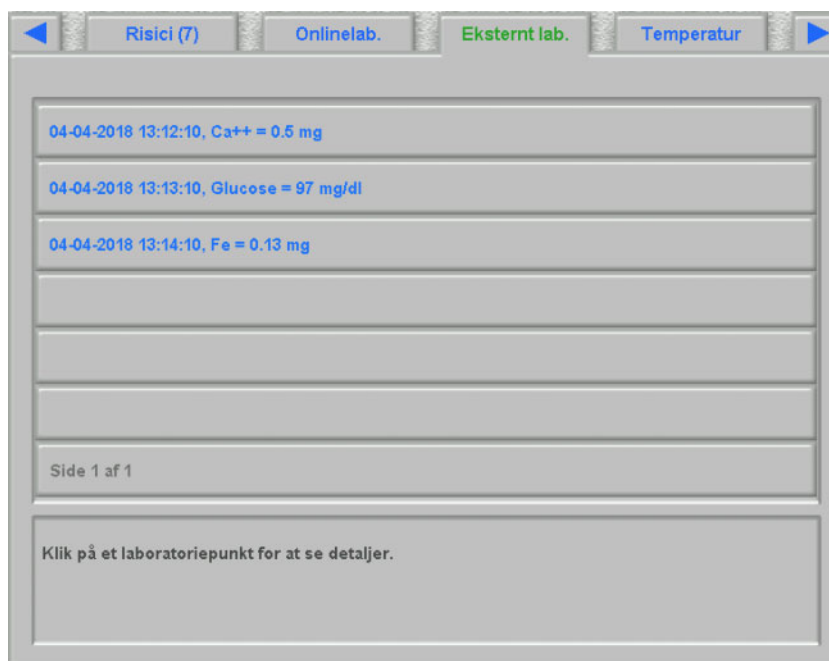 Risici (7) Onlinelab. Eksternt lab. Temperatur
04-04-2018 13:12:10, Ca++ = 0.5 mg
04-04-2018 13:13:10, Glucose = 97 mg/dl
04-04-2018 13:14:10, Fe = 0.13 mg
Side 1 af 1
Klik på et laboratoriepunkt for at se detaljer.